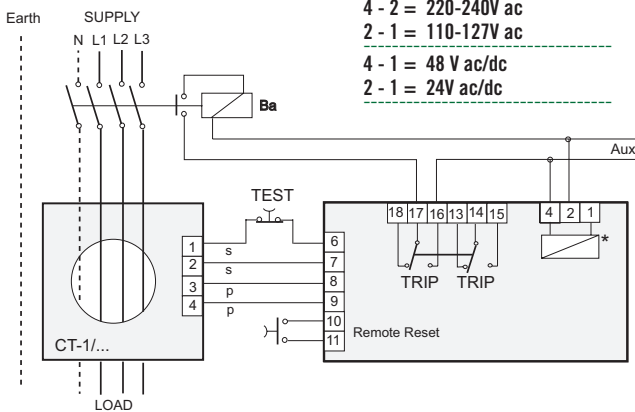 Earth
SUPPLY
N L1 L2 L3
4 - 2 = 220-240V ac
2 - 1 = 110-127V ac
4 - 1 = 48 V ac/dc
2 - 1 = 24V ac/dc
Ba
Aux
TEST
18 17 16 13 14 15
4 2 1
*
TRIP TRIP
1
2
3
4
s
s
p
p
6
7
8
9
10
11
Remote Reset
CT-1/...
LOAD